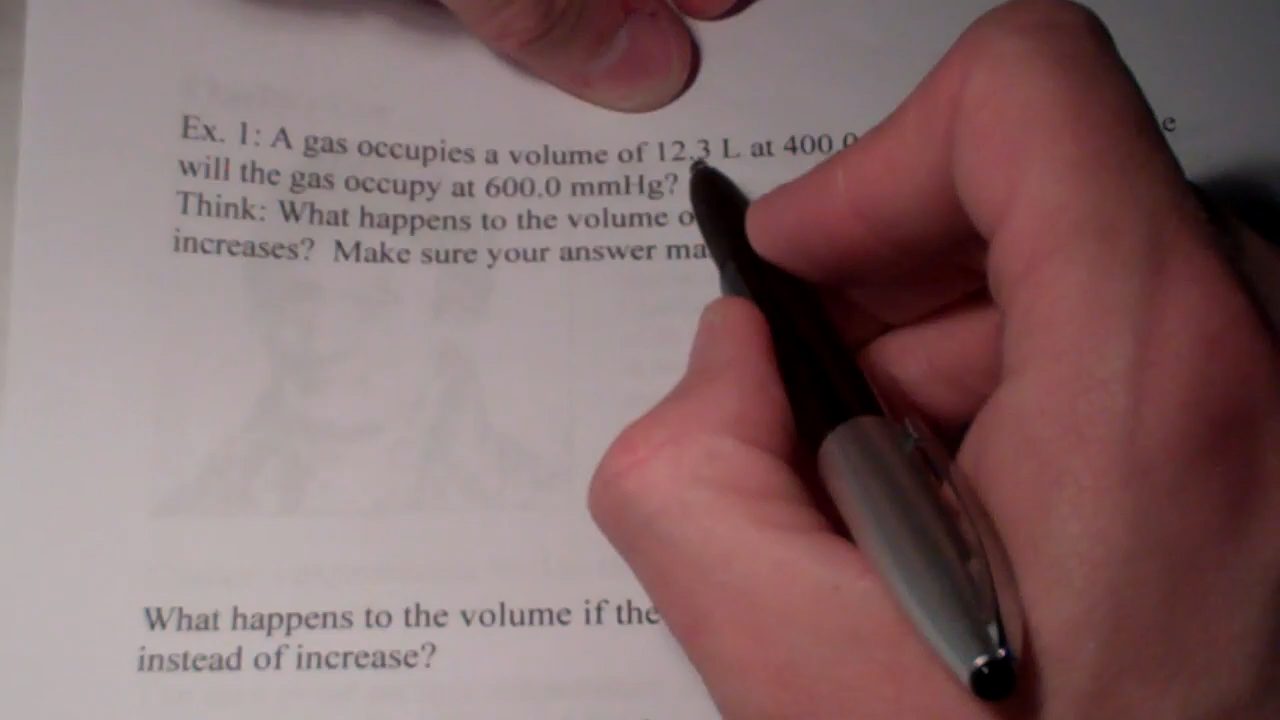 Ex. 1: A gas occupies a volume of 12.3 L at 400.0
will the gas occupy at 600.0 mmHg?
Think: What happens to the volume
increases? Make sure your answer
What happens to the volume if the
instead of increase?